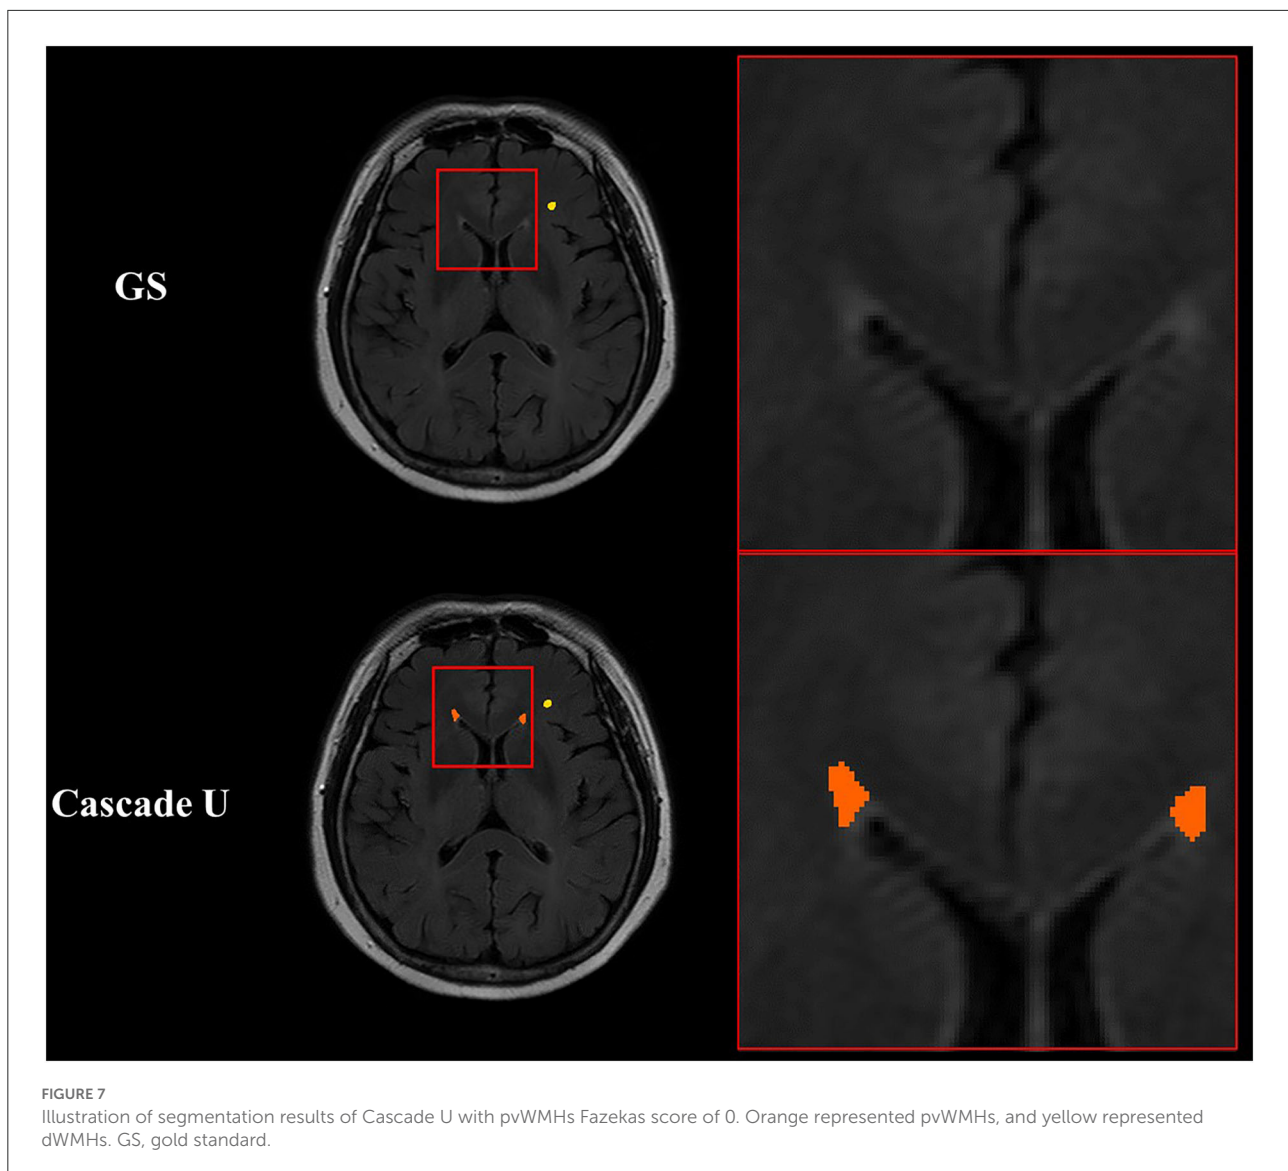 GS
Cascade U
FIGURE 7
Illustration of segmentation results of Cascade U with pvWMHs Fazekas score of 0. Orange represented pvWMHs, and yellow represented
dWMHs. GS, gold standard.